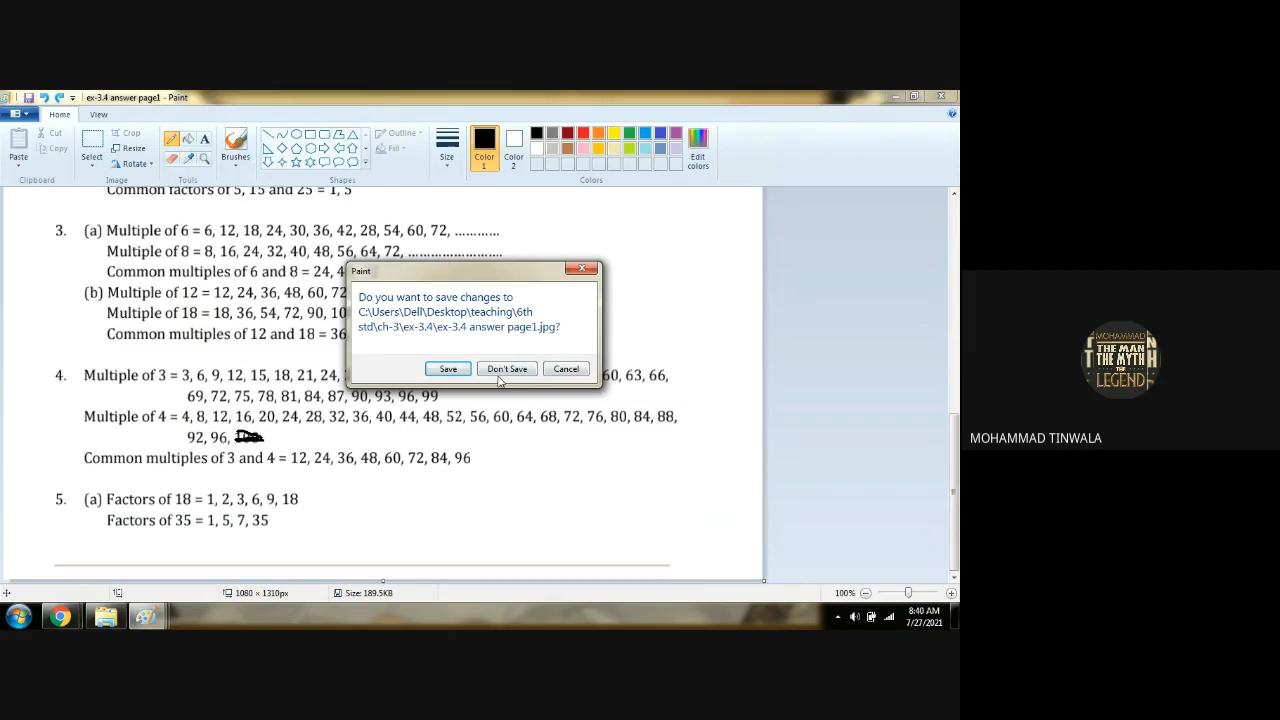 ex-3.4 answer page1 - Paint
Home
View
Paste
Cut
Copy
Clipboard
Select
Crop
Resize
Rotate
Image
Tools
Brushes
Shapes
Outline
Fill
Size
Color
1
Color
2
Edit
colors
Colors
Common factors of 5, 15 and 25 = 1, 5
3. (a) Multiple of 6 = 6, 12, 18, 24, 30, 36, 42, 28, 54, 60, 72, ............
Multiple of 8 = 8, 16, 24, 32, 40, 48, 56, 64, 72, ........................
Common multiples of 6 and 8 = 24, 4
(b) Multiple of 12 = 12, 24, 36, 48, 60, 72
Multiple of 18 = 18, 36, 54, 72, 90, 10
Common multiples of 12 and 18 = 36
4. Multiple of 3 = 3, 6, 9, 12, 15, 18, 21, 24, 60, 63, 66,
69, 72, 75, 78, 81, 84, 87, 90, 93, 96, 99
Multiple of 4 = 4, 8, 12, 16, 20, 24, 28, 32, 36, 40, 44, 48, 52, 56, 60, 64, 68, 72, 76, 80, 84, 88,
92, 96,
Common multiples of 3 and 4 = 12, 24, 36, 48, 60, 72, 84, 96
5. (a) Factors of 18 = 1, 2, 3, 6, 9, 18
Factors of 35 = 1, 5, 7, 35
Paint
Do you want to save changes to
C:\Users\Dell\Desktop\teaching\6th
std\ch-3\ex-3.4\ex-3.4 answer page1.jpg?
Save
Don't Save
Cancel
1080 × 1310px
Size: 189.5KB
100%
8:40 AM
7/27/2021
MOHAMMAD
THE MAN
THE MYTH
THE
LEGEND
MOHAMMAD TINWALA